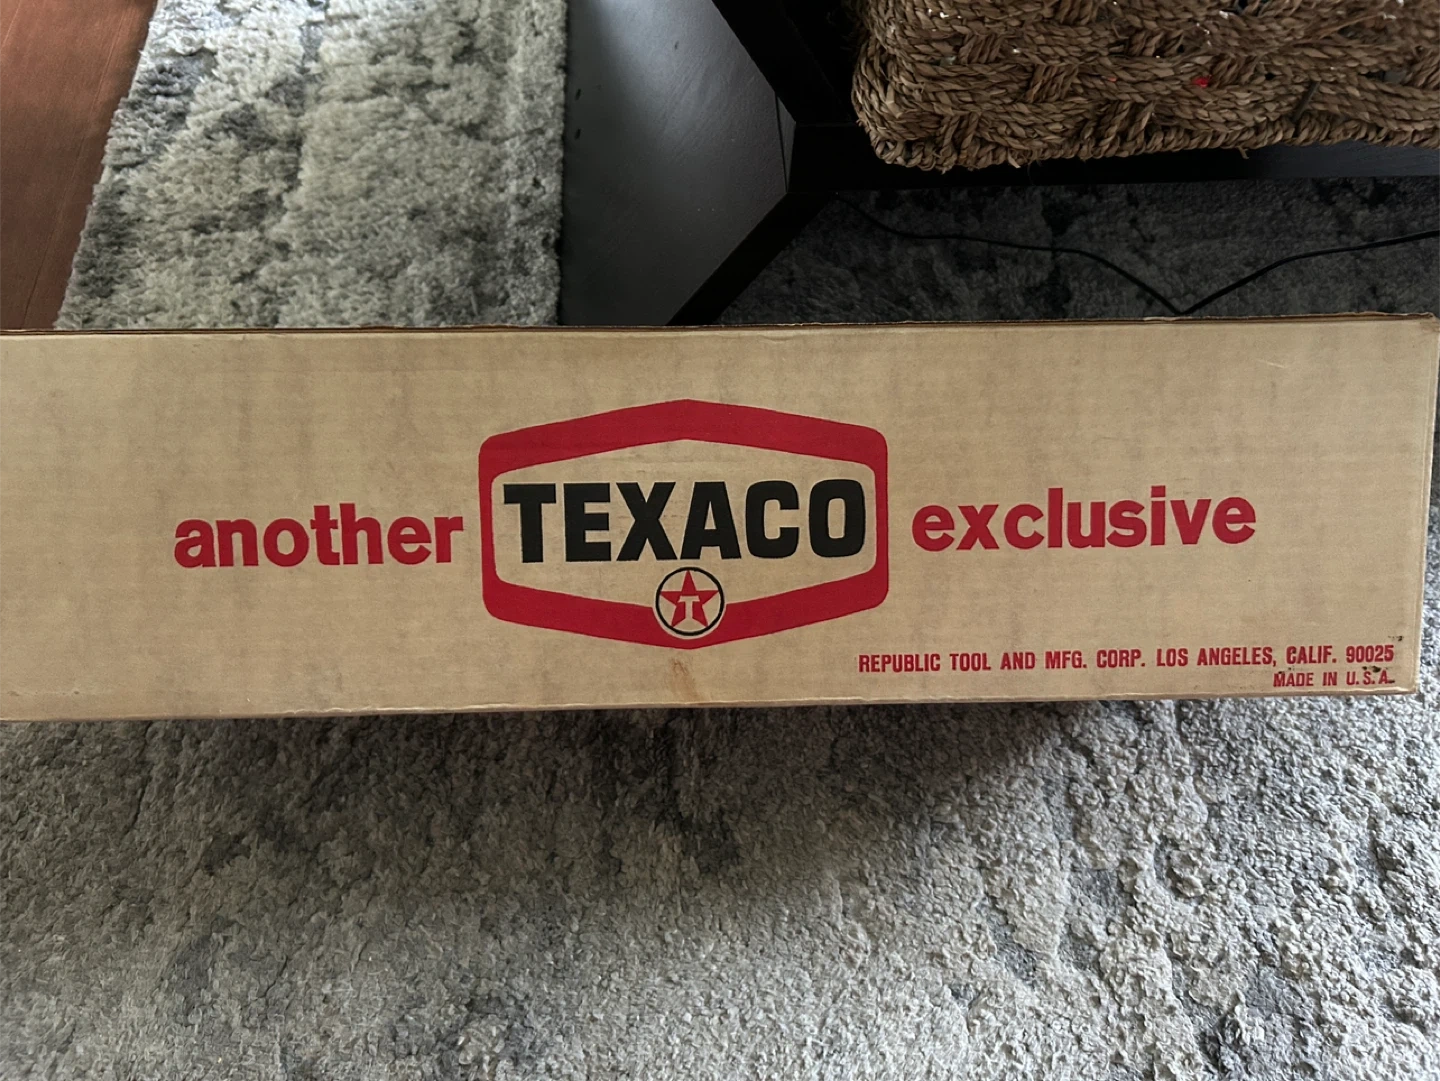 another TEXACO exclusive
T
REPUBLIC TOOL AND MFG. CORP. LOS ANGELES, CALIF. 90025
MADE IN U.S.A.